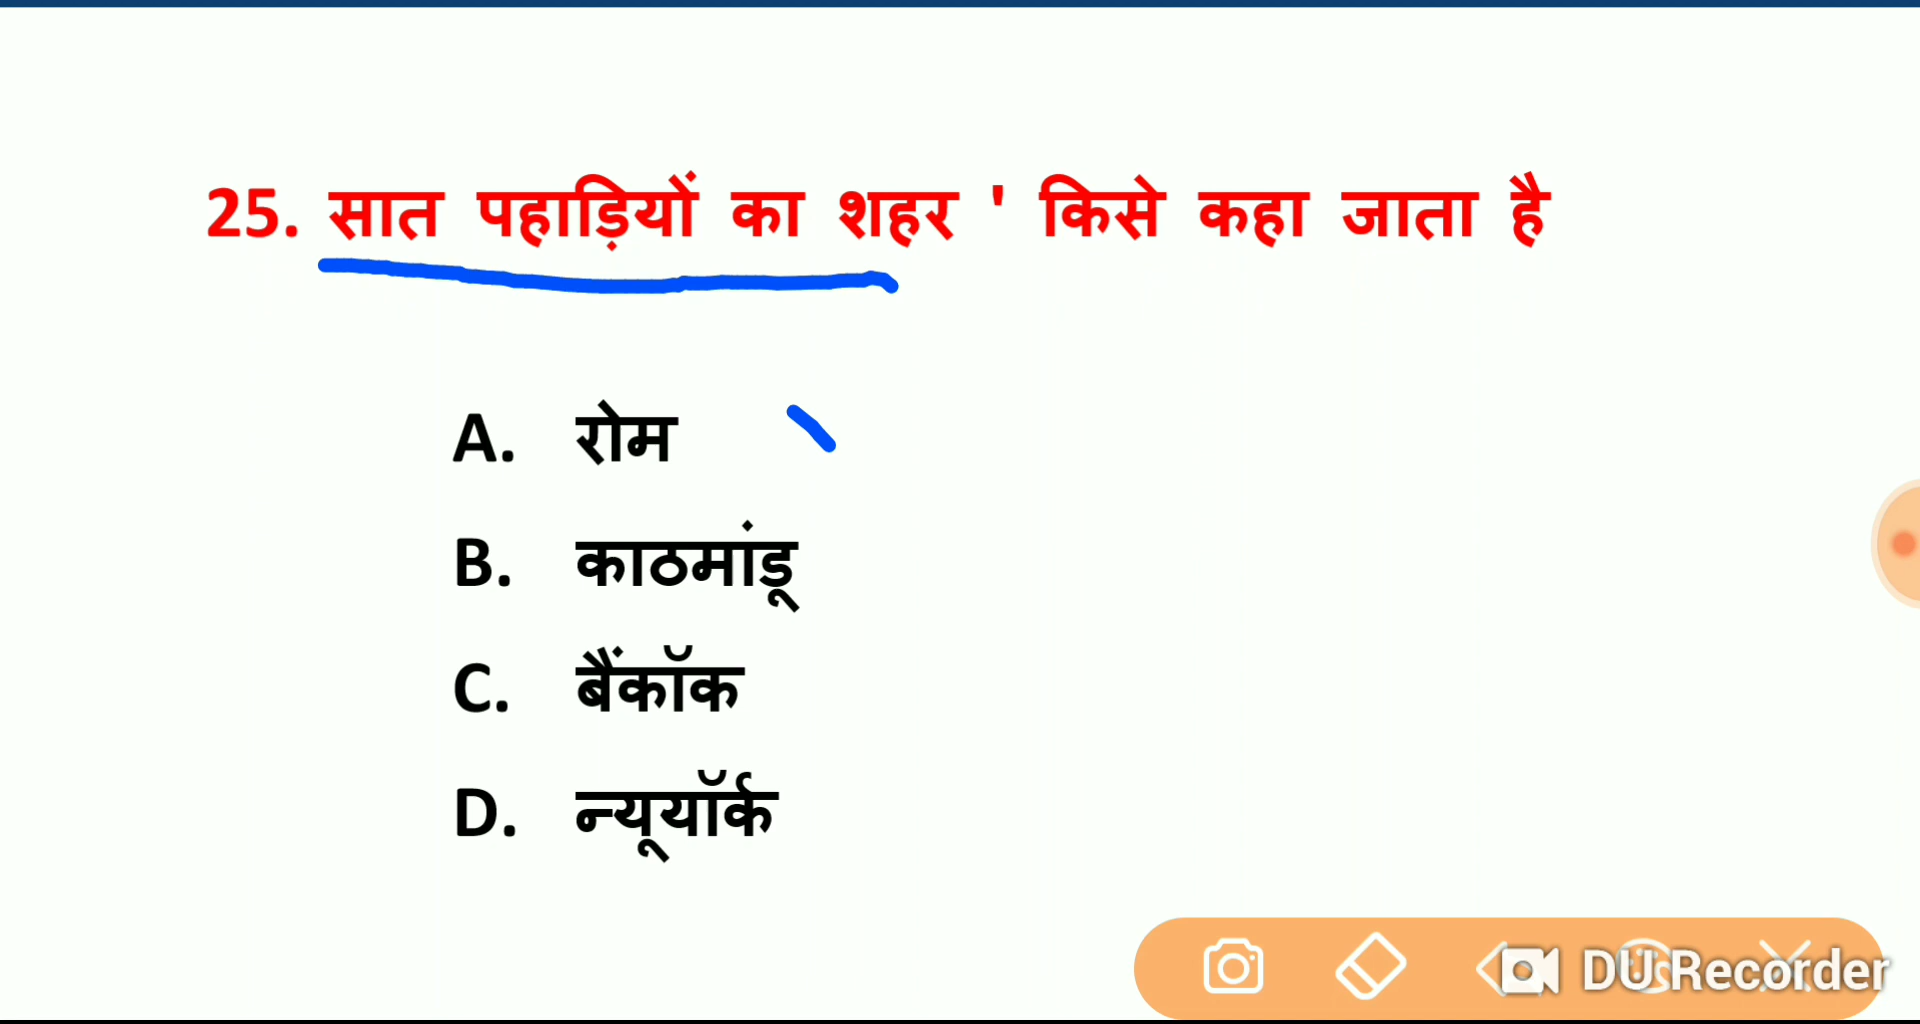 25. सात पहाड़ियों का शहर ' किसे कहा जाता है
A. रोम
B. काठमांडू
C. बैंकॉक
D. न्यूयॉर्क
DU Recorder